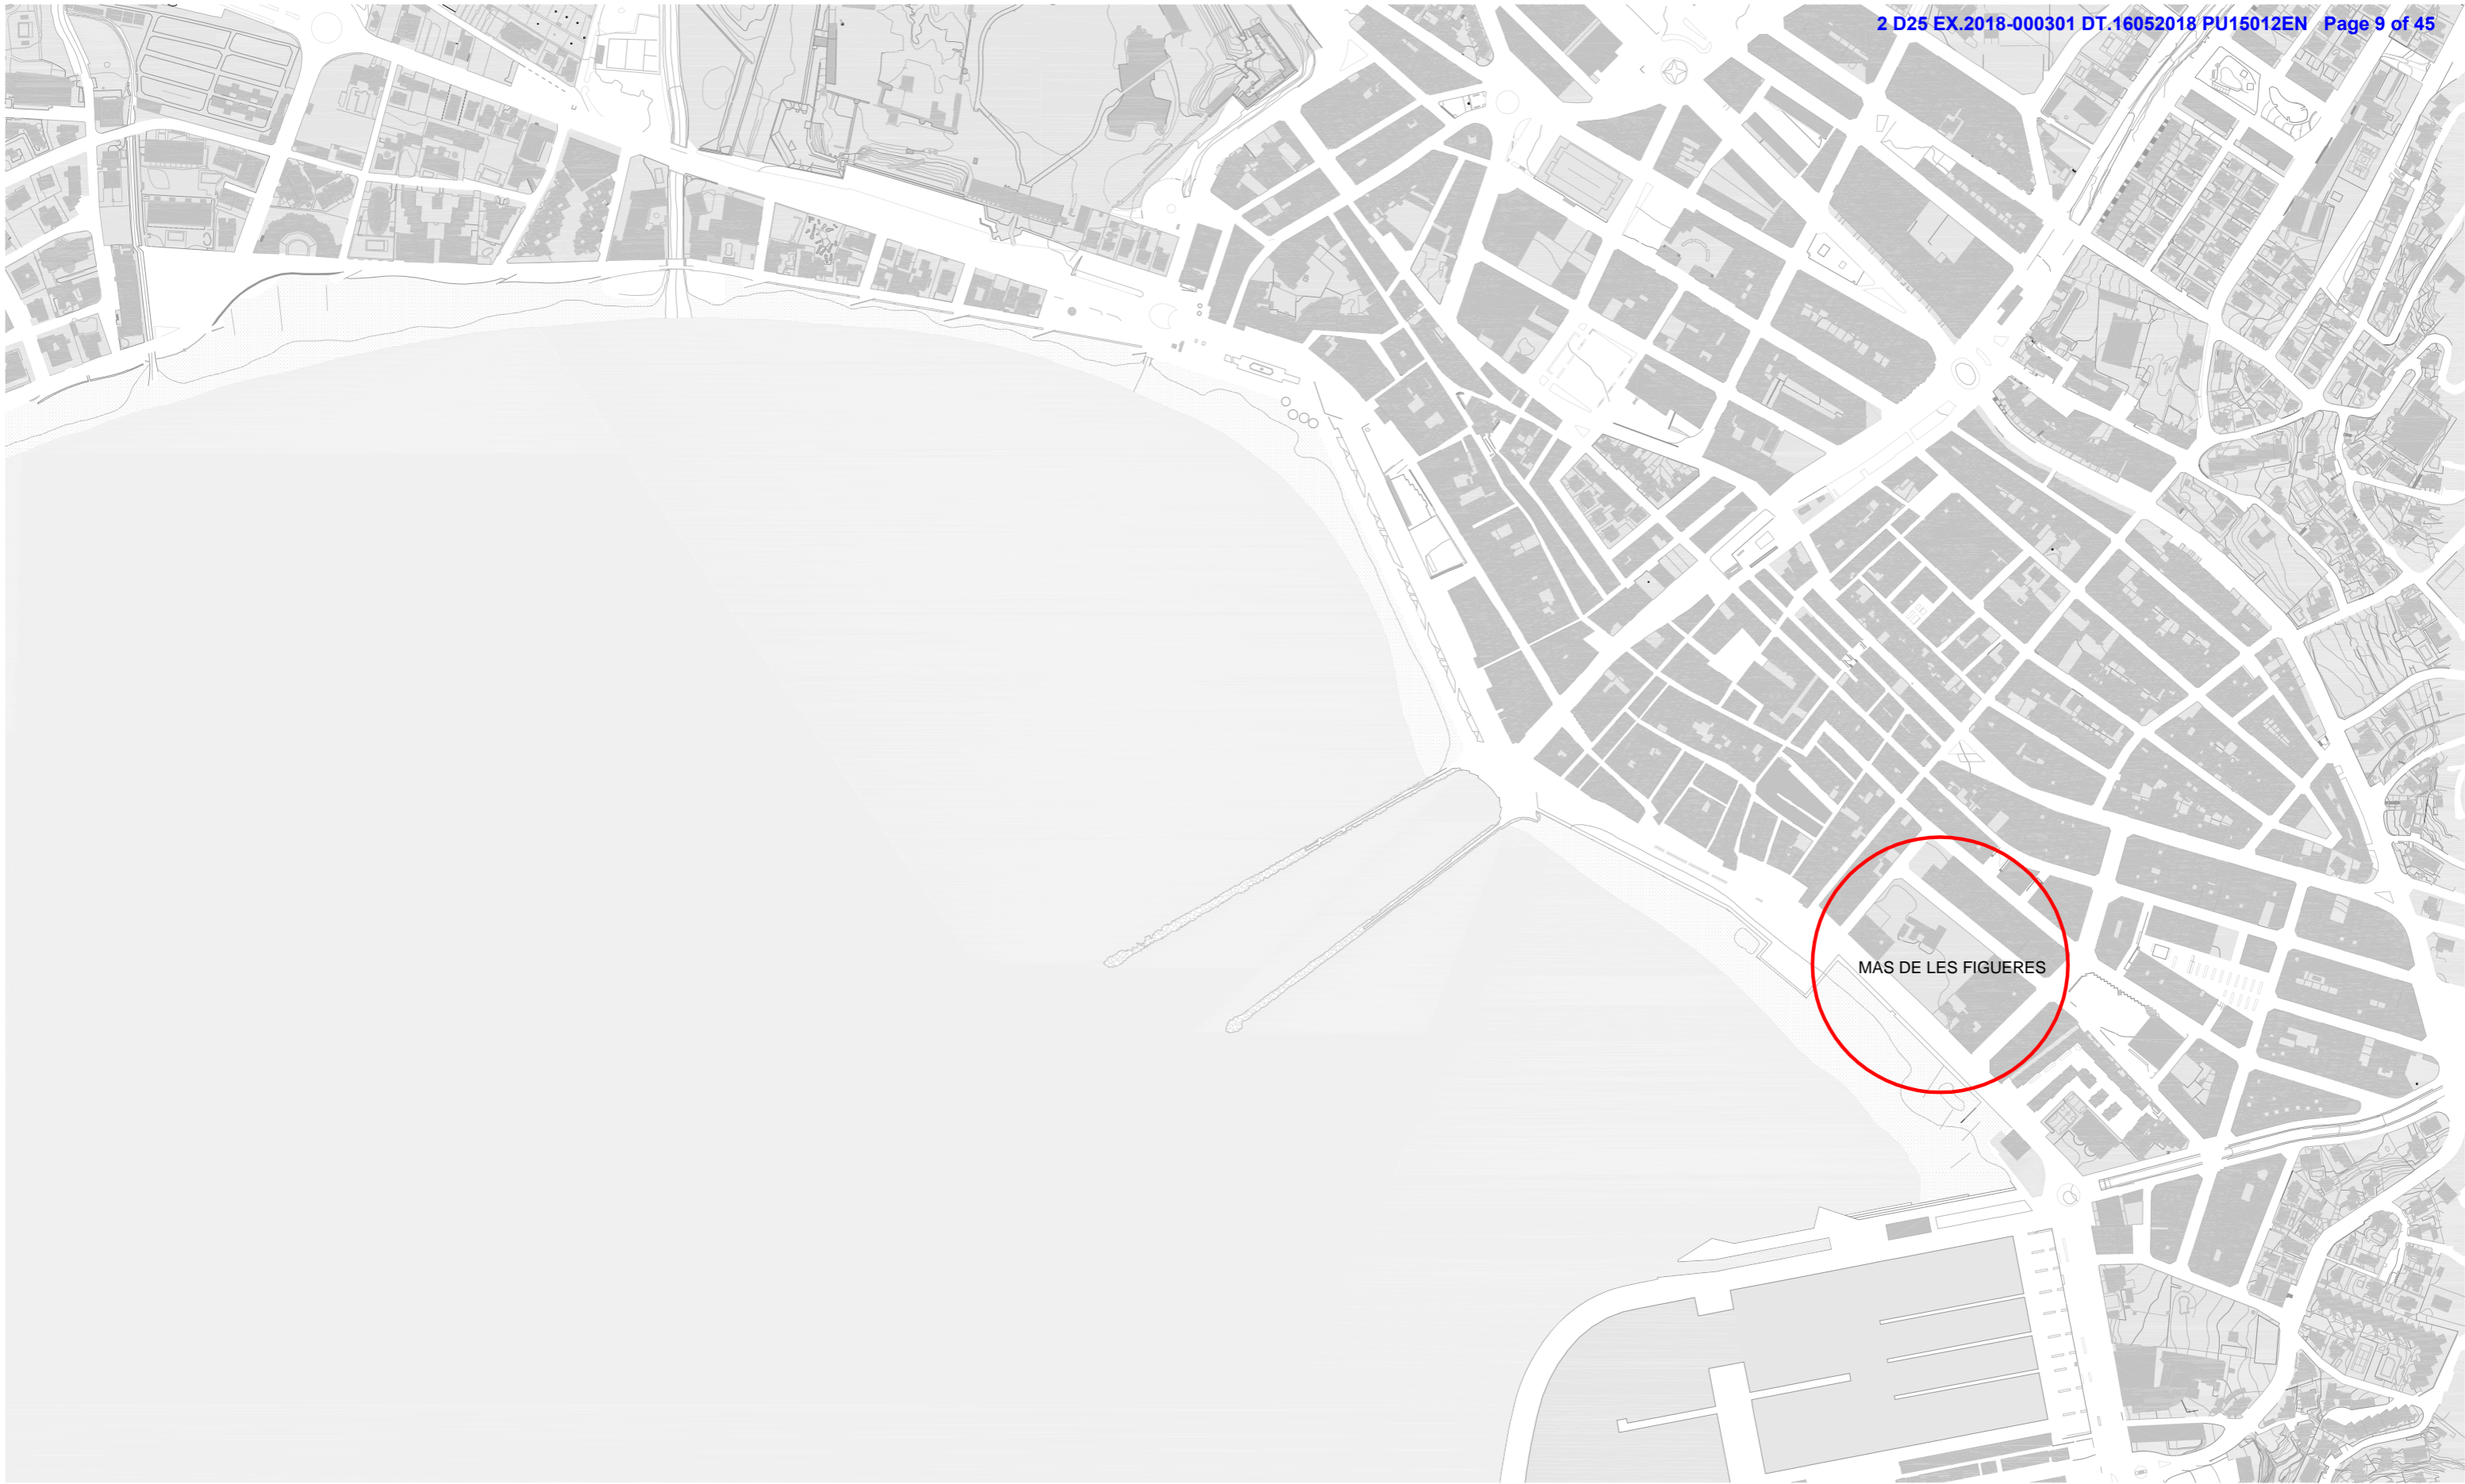 2 D25 EX.2018-000301 DT.16052018 PU15012EN Page 9 of 45
MAS DE LES FIGUERES